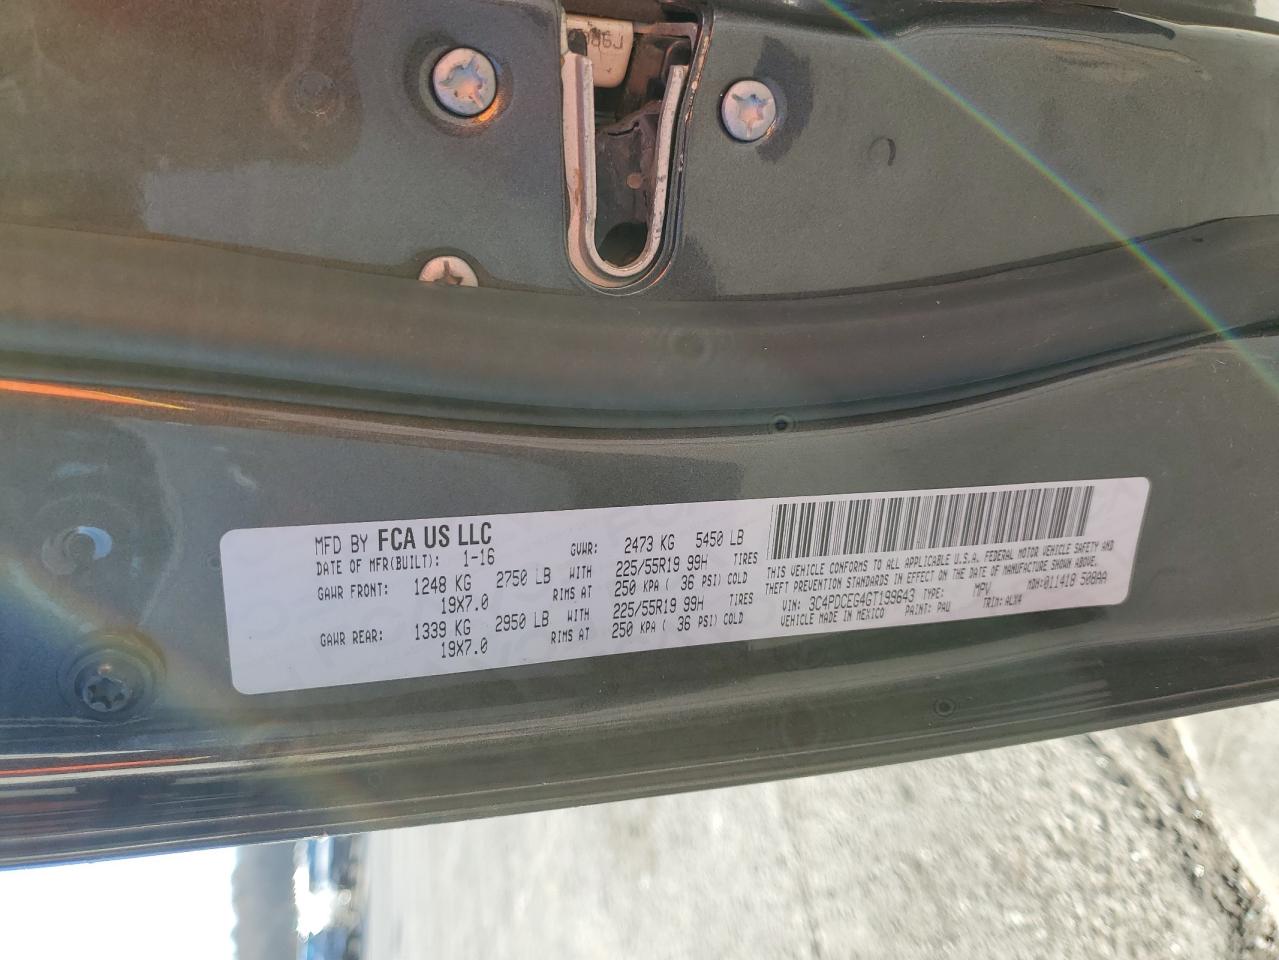 MFD BY FCA US LLC
DATE OF MFR(BUILT): 1-16 GVWR: 2473 KG 5450 LB
GAWR FRONT: 1248 KG 2750 LB WITH 225/55R19 99H TIRES
19X7.0 RIMS AT 250 KPA ( 36 PSI) COLD
GAWR REAR: 1339 KG 2950 LB WITH 225/55R19 99H TIRES
19X7.0 RIMS AT 250 KPA ( 36 PSI) COLD
THIS VEHICLE CONFORMS TO ALL APPLICABLE U.S.A. FEDERAL MOTOR VEHICLE SAFETY AND
THEFT PREVENTION STANDARDS IN EFFECT ON THE DATE OF MANUFACTURE SHOWN ABOVE.
VIN: 3C4PDCEG4GT199643 TYPE: MPV MDH: 011418 508AA
VEHICLE MADE IN MEXICO PAINT: PAU TRIM: ALX4